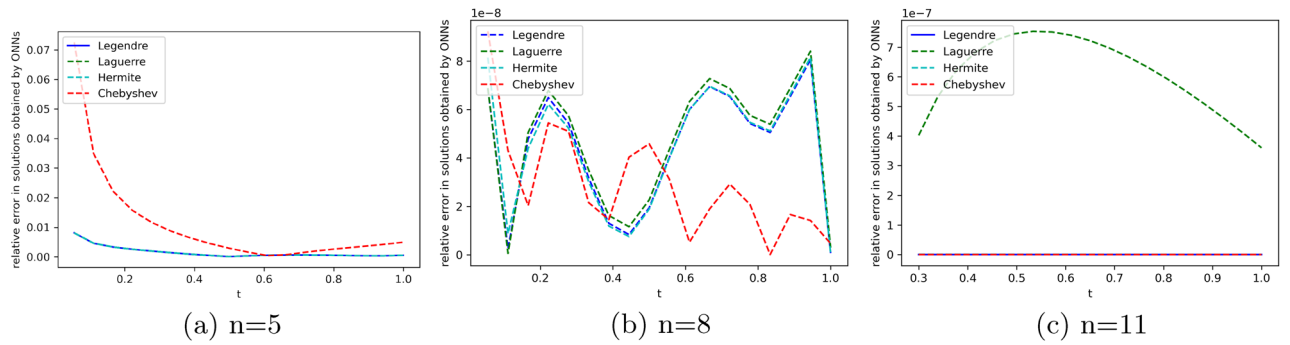 relative error in solutions obtained by ONNs
0.07
0.06
0.05
0.04
0.03
0.02
0.01
0.00
Legendre
Laguerre
Hermite
Chebyshev
0.2
0.4
0.6
0.8
1.0
t
(a) n=5
1e−8
relative error in solutions obtained by ONNs
8
6
4
2
0
Legendre
Laguerre
Hermite
Chebyshev
0.2
0.4
0.6
0.8
1.0
t
(b) n=8
1e−7
relative error in solutions obtained by ONNs
7
6
5
4
3
2
1
0
Legendre
Laguerre
Hermite
Chebyshev
0.3
0.4
0.5
0.6
0.7
0.8
0.9
1.0
t
(c) n=11